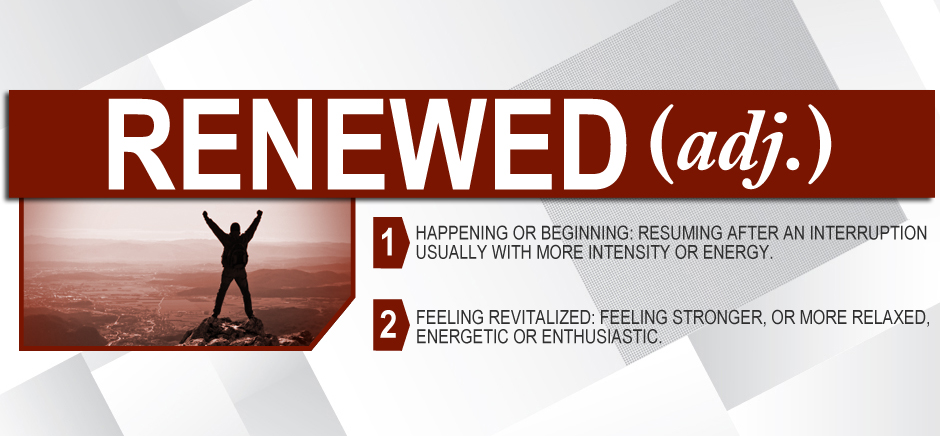 RENEWED (adj.)
1 HAPPENING OR BEGINNING: RESUMING AFTER AN INTERRUPTION
USUALLY WITH MORE INTENSITY OR ENERGY.
2 FEELING REVITALIZED: FEELING STRONGER, OR MORE RELAXED,
ENERGETIC OR ENTHUSIASTIC.